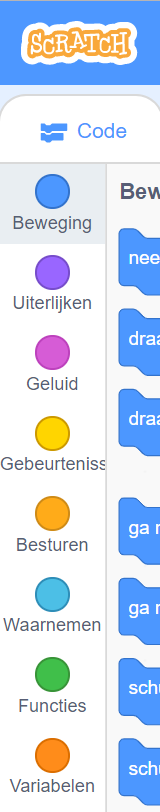 SCRATCH
Code
Beweging
Uiterlijken
Geluid
Gebeurteniss
Besturen
Waarnemen
Functies
Variabelen
Bew
nee
draa
draa
ga n
ga n
schu
schu